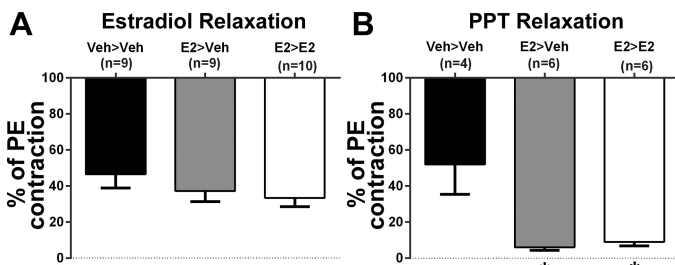 A
Estradiol Relaxation
Veh>Veh
(n=9)
E2>Veh
(n=9)
E2>E2
(n=10)
% of PE
contraction
100
80
60
40
20
0
B
PPT Relaxation
Veh>Veh
(n=4)
E2>Veh
(n=6)
E2>E2
(n=6)
% of PE
contraction
100
80
60
40
20
0
*
*